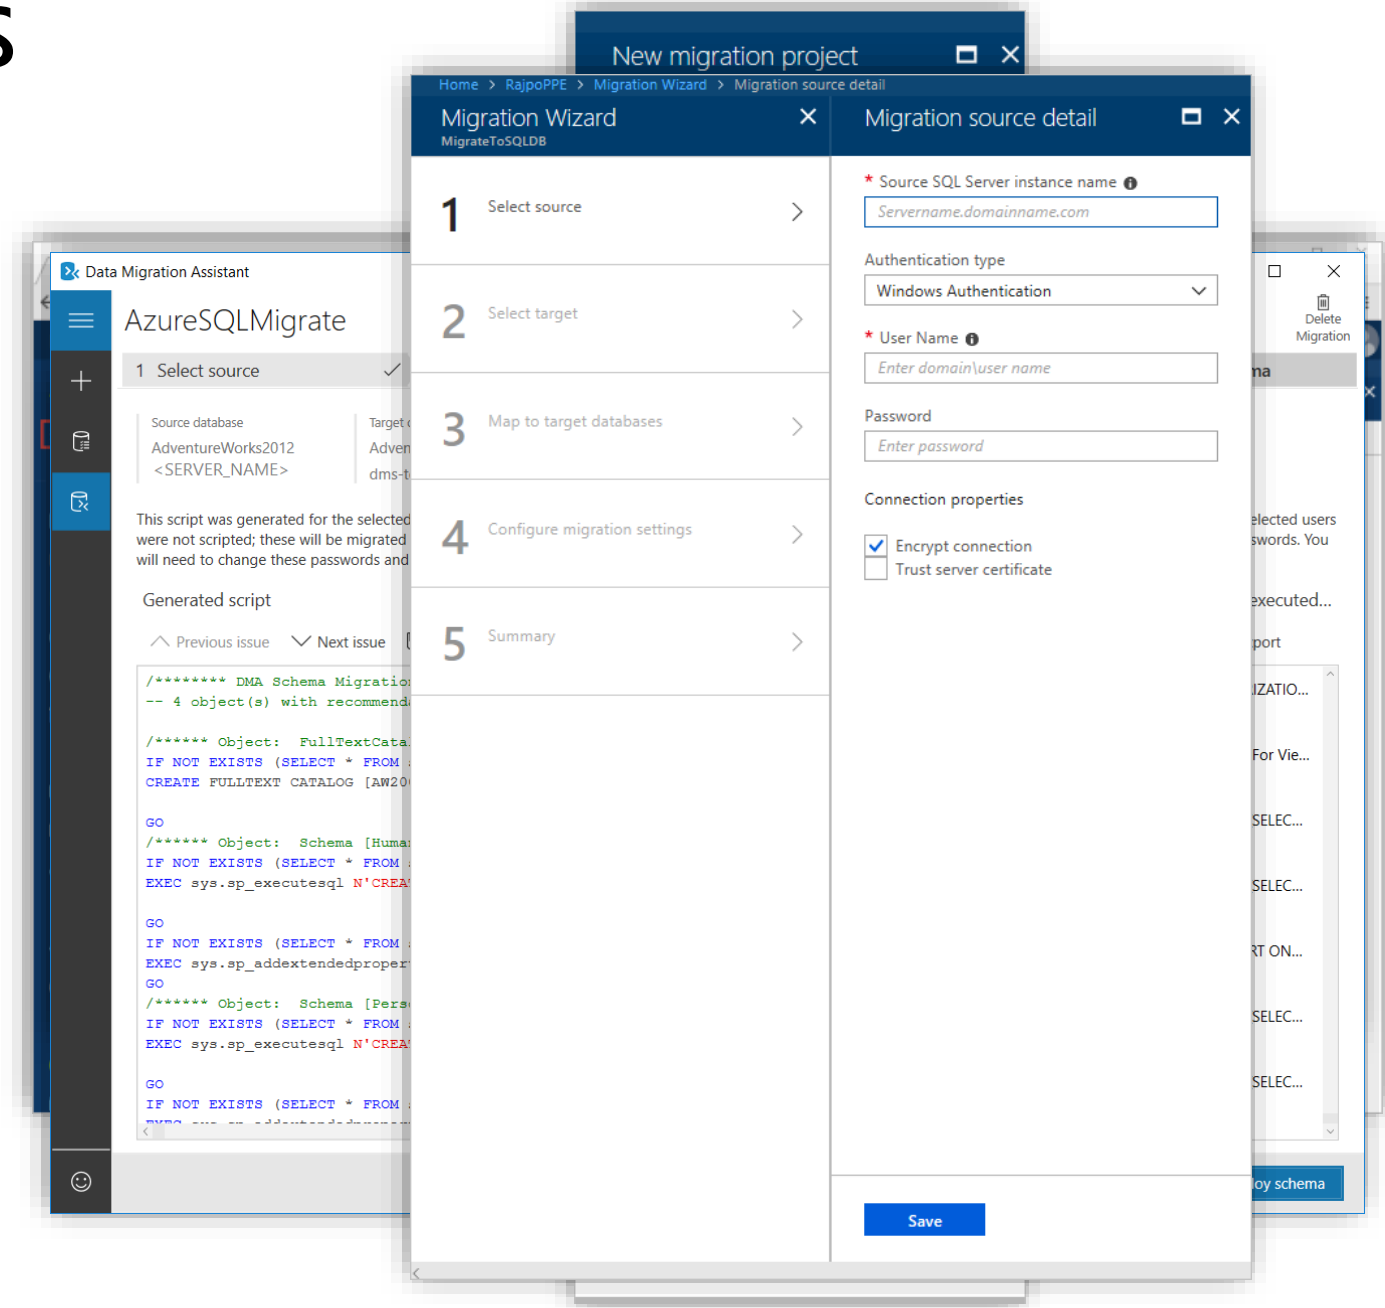 S
New migration project
Home > RajpoPPE > Migration Wizard > Migration source detail
Migration Wizard
MigrateToSQLDB
1 Select source
2 Select target
3 Map to target databases
4 Configure migration settings
5 Summary
Migration source detail
* Source SQL Server instance name
Servername.domainname.com
Authentication type
Windows Authentication
* User Name
Enter domain\user name
Password
Enter password
Connection properties
Encrypt connection
Trust server certificate
Save
Data Migration Assistant
AzureSQLMigrate
Delete
Migration
1 Select source
ma
Source database
AdventureWorks2012
<SERVER_NAME>
Target
Adven
dms-t
This script was generated for the selected
were not scripted; these will be migrated
will need to change these passwords and
elected users
swords. You
Generated script
executed...
Previous issue
Next issue
port
/******** DMA Schema Migratio
-- 4 object(s) with recommend
/****** Object:  FullTextCata
IF NOT EXISTS (SELECT * FROM
CREATE FULLTEXT CATALOG [AW20
GO
/****** Object:  Schema [Huma
IF NOT EXISTS (SELECT * FROM
EXEC sys.sp_executesql N'CREA
GO
IF NOT EXISTS (SELECT * FROM
EXEC sys.sp_addextendedproper
GO
/****** Object:  Schema [Pers
IF NOT EXISTS (SELECT * FROM
EXEC sys.sp_executesql N'CREA
GO
IF NOT EXISTS (SELECT * FROM
IZATIO...
For Vie...
SELEC...
SELEC...
RT ON...
SELEC...
SELEC...
oy schema